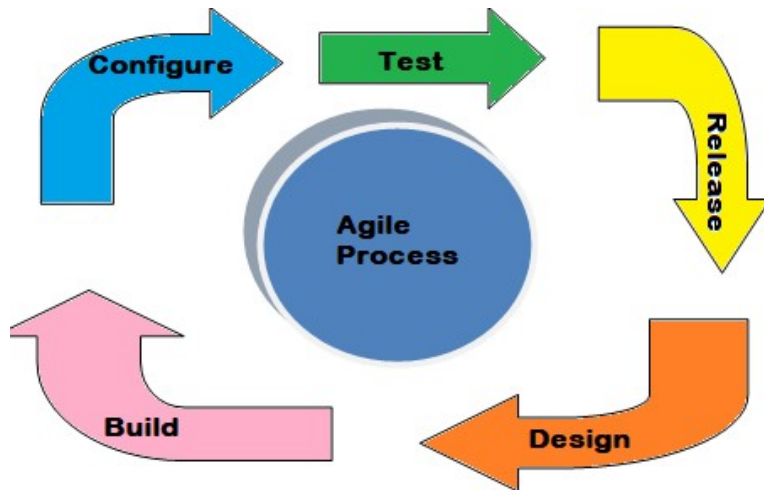 Configure
Test
Release
Agile
Process
Build
Design